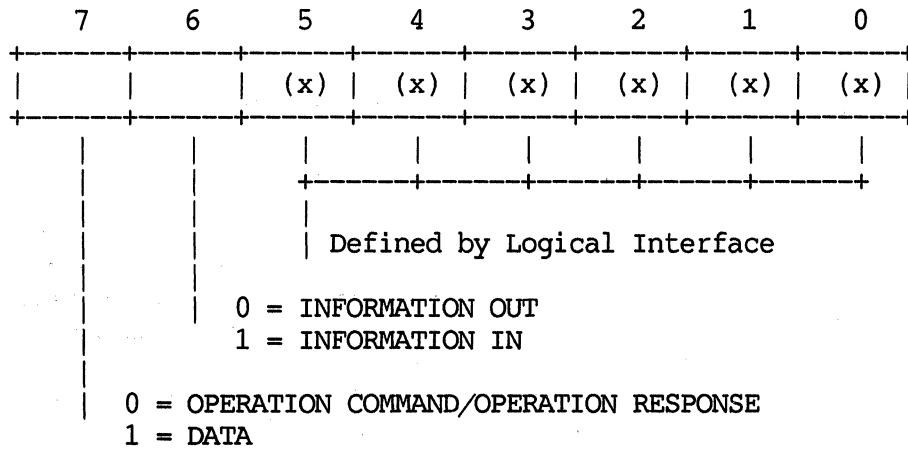 7 6 5 4 3 2 1 0
+-------+-------+-------+-------+-------+-------+-------+-------+
| | | (x) | (x) | (x) | (x) | (x) | (x) |
+-------+-------+-------+-------+-------+-------+-------+-------+
| | | | | | | |
| | +-------+-------+-------+-------+-------+
| | |
| | | Defined by Logical Interface
| |
| | 0 = INFORMATION OUT
| 1 = INFORMATION IN
|
| 0 = OPERATION COMMAND/OPERATION RESPONSE
1 = DATA